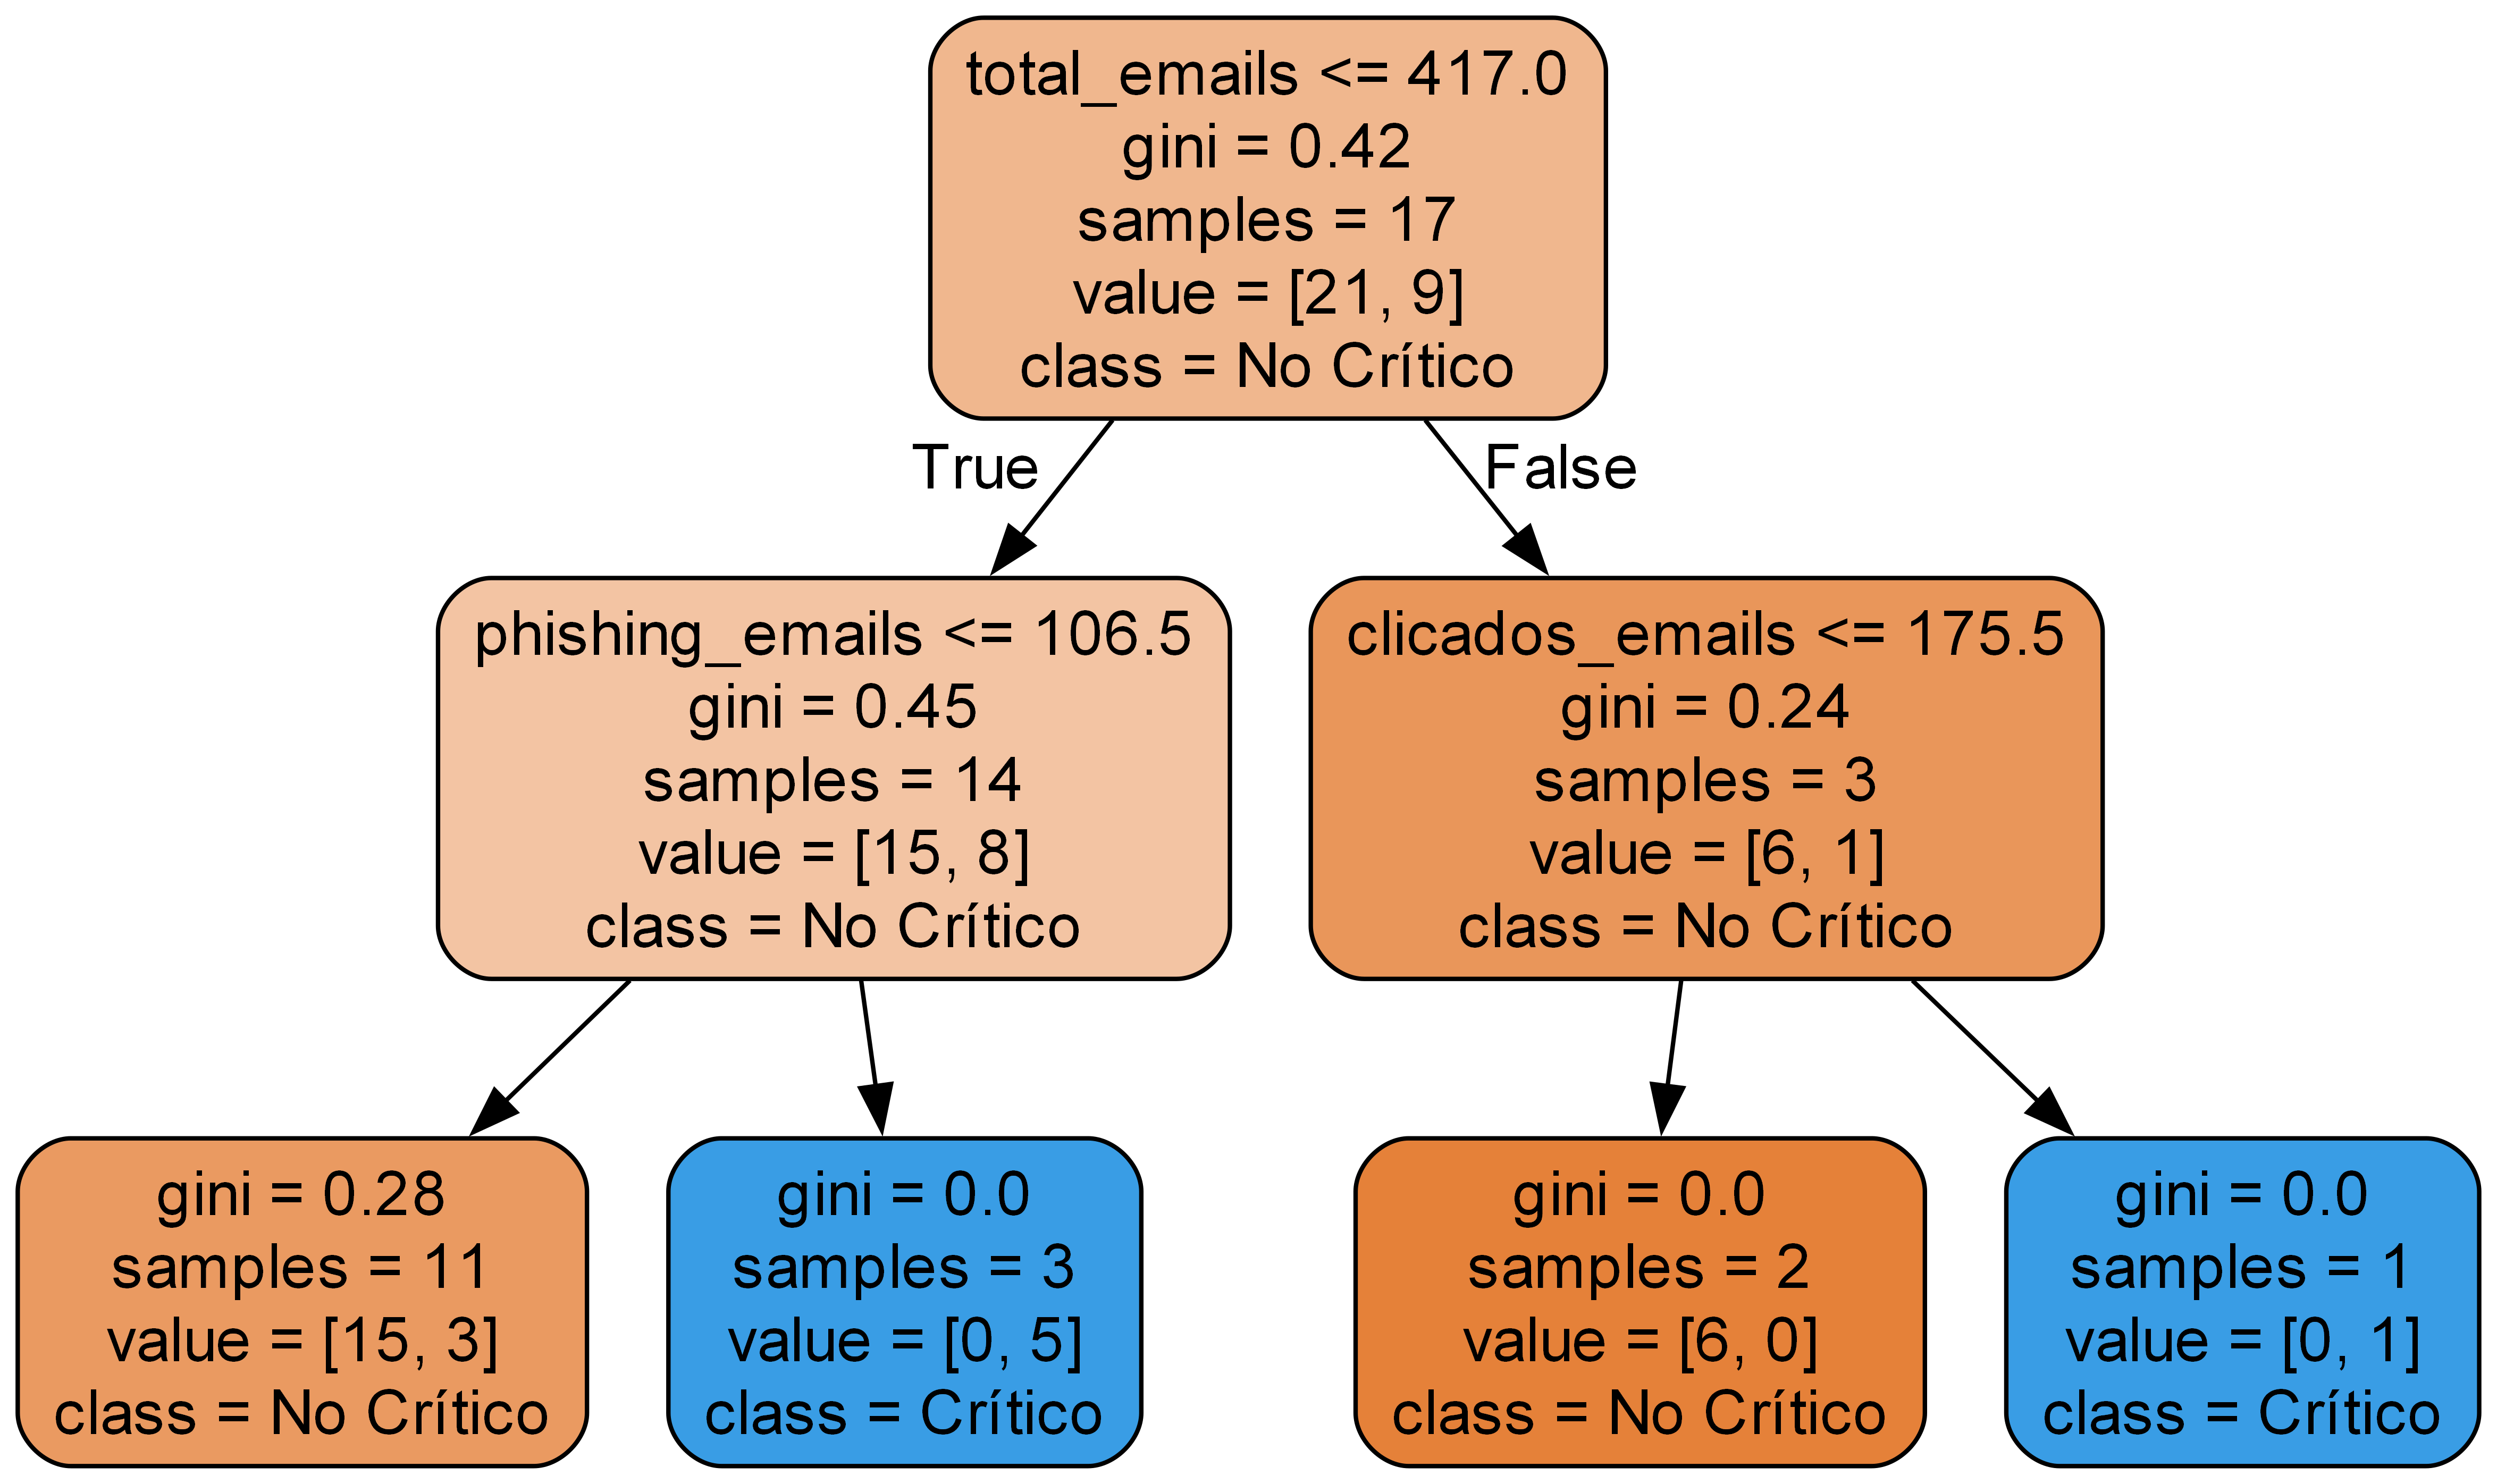 total_emails <= 417.0
gini = 0.42
samples = 17
value = [21, 9]
class = No Crítico
True
False
phishing_emails <= 106.5
gini = 0.45
samples = 14
value = [15, 8]
class = No Crítico
clicados_emails <= 175.5
gini = 0.24
samples = 3
value = [6, 1]
class = No Crítico
gini = 0.28
samples = 11
value = [15, 3]
class = No Crítico
gini = 0.0
samples = 3
value = [0, 5]
class = Crítico
gini = 0.0
samples = 2
value = [6, 0]
class = No Crítico
gini = 0.0
samples = 1
value = [0, 1]
class = Crítico